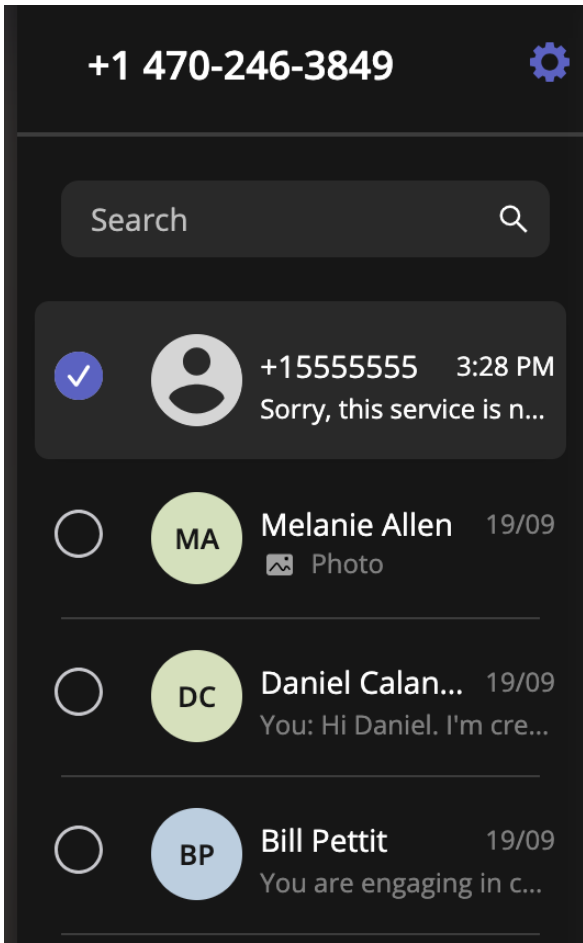 +1 470-246-3849
Search
+15555555 3:28 PM
Sorry, this service is n...
MA Melanie Allen 19/09
Photo
DC Daniel Calan... 19/09
You: Hi Daniel. I'm cre...
BP Bill Pettit 19/09
You are engaging in c...